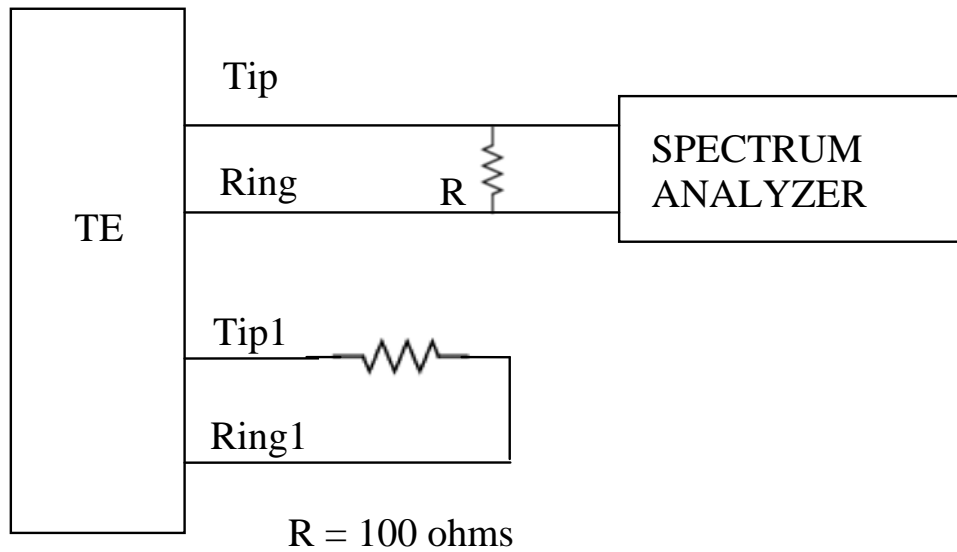 Tip
SPECTRUM
ANALYZER
Ring
R
TE
Tip1
Ring1
R = 100 ohms